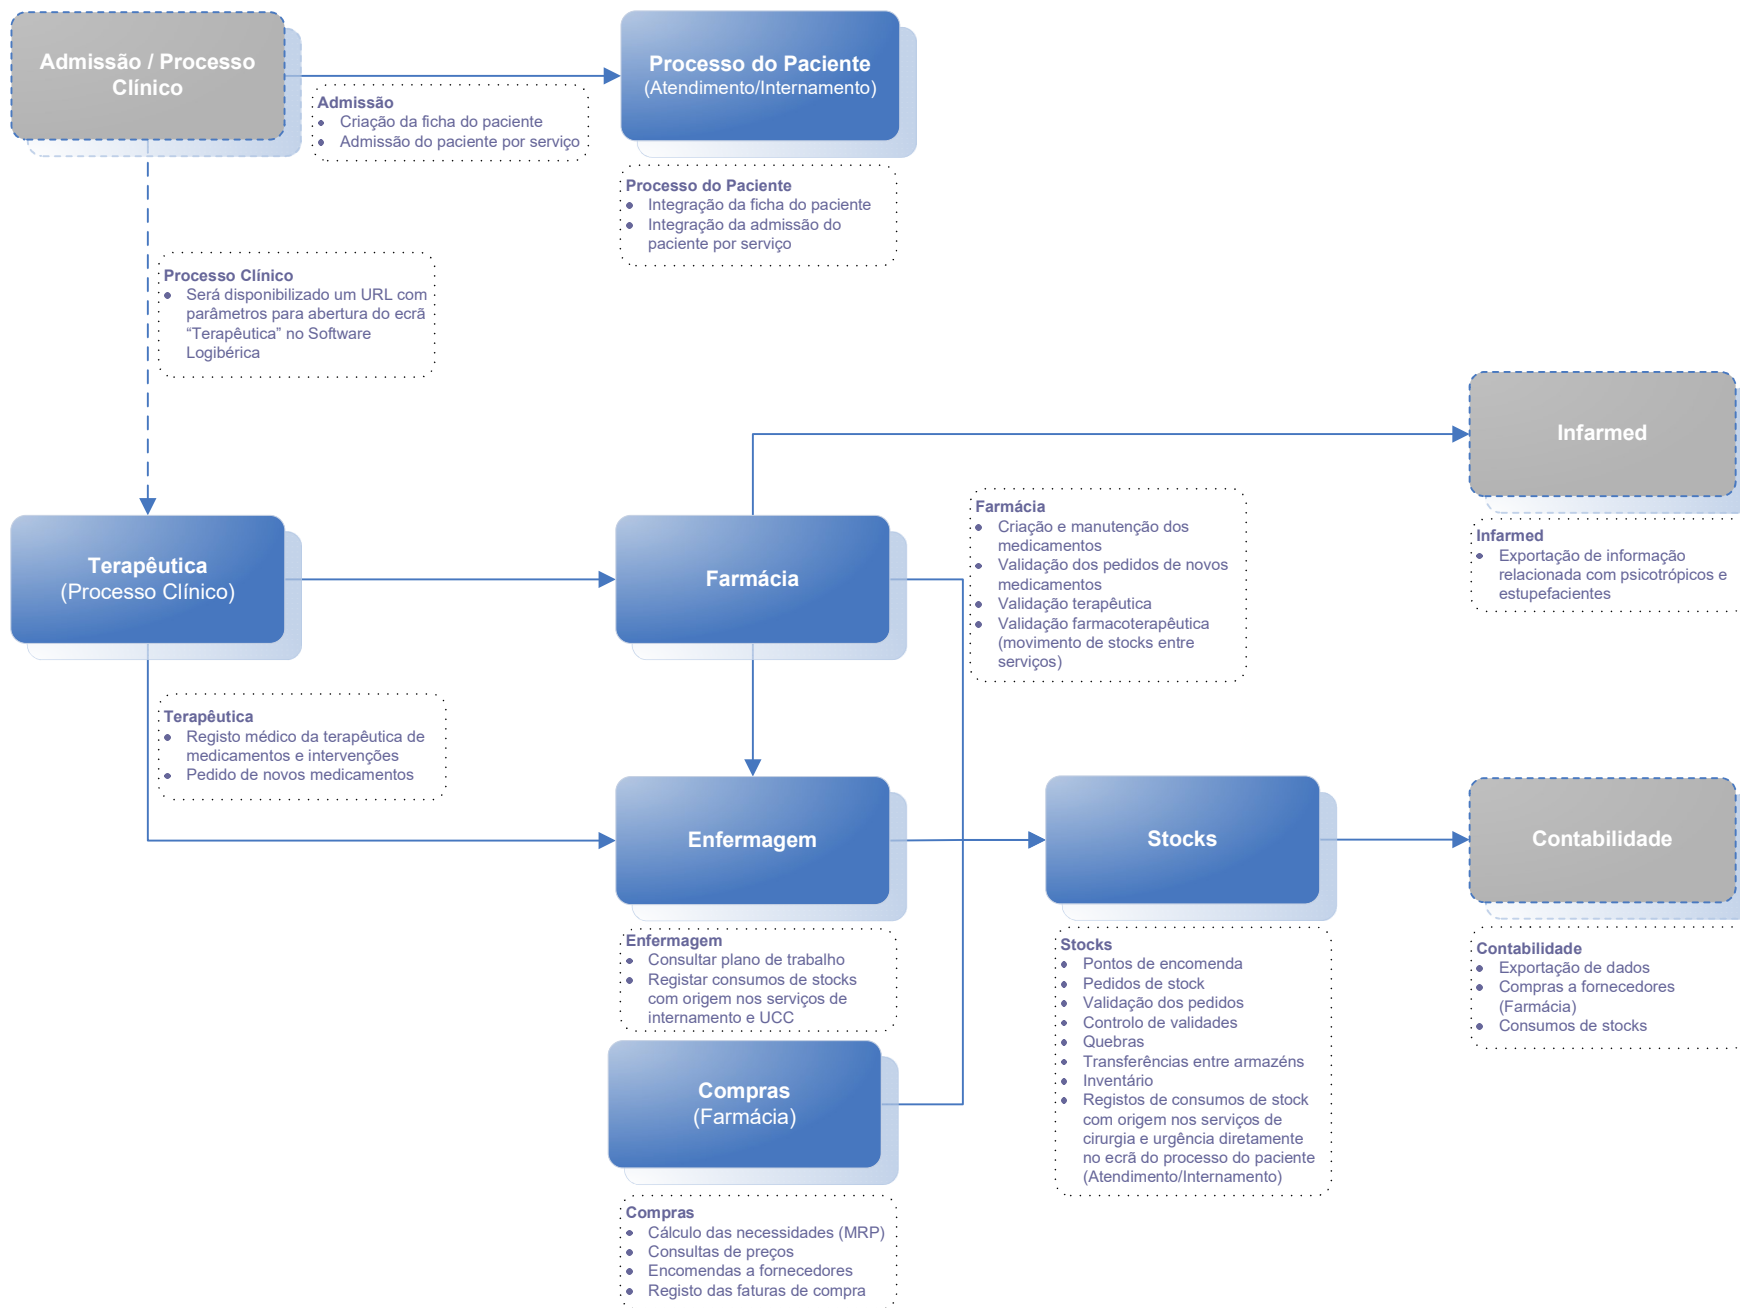 Admissão / Processo
Clínico
Processo do Paciente
(Atendimento/Internamento)
Admissão
• Criação da ficha do paciente
• Admissão do paciente por serviço
Processo do Paciente
• Integração da ficha do paciente
• Integração da admissão do
paciente por serviço
Processo Clínico
• Será disponibilizado um URL com
parâmetros para abertura do ecrã
“Terapêutica” no Software
Logibérica
Infarmed
Infarmed
• Exportação de informação
relacionada com psicotrópicos e
estupefacientes
Terapêutica
(Processo Clínico)
Farmácia
Farmácia
• Criação e manutenção dos
medicamentos
• Validação dos pedidos de novos
medicamentos
• Validação terapêutica
• Validação farmacoterapêutica
(movimento de stocks entre
serviços)
Terapêutica
• Registo médico da terapêutica de
medicamentos e intervenções
• Pedido de novos medicamentos
Enfermagem
Stocks
Contabilidade
Enfermagem
• Consultar plano de trabalho
• Registar consumos de stocks
com origem nos serviços de
internamento e UCC
Stocks
• Pontos de encomenda
• Pedidos de stock
• Validação dos pedidos
• Controlo de validades
• Quebras
• Transferências entre armazéns
• Inventário
• Registos de consumos de stock
com origem nos serviços de
cirurgia e urgência diretamente
no ecrã do processo do paciente
(Atendimento/Internamento)
Contabilidade
• Exportação de dados
• Compras a fornecedores
(Farmácia)
• Consumos de stocks
Compras
(Farmácia)
Compras
• Cálculo das necessidades (MRP)
• Consultas de preços
• Encomendas a fornecedores
• Registo das faturas de compra